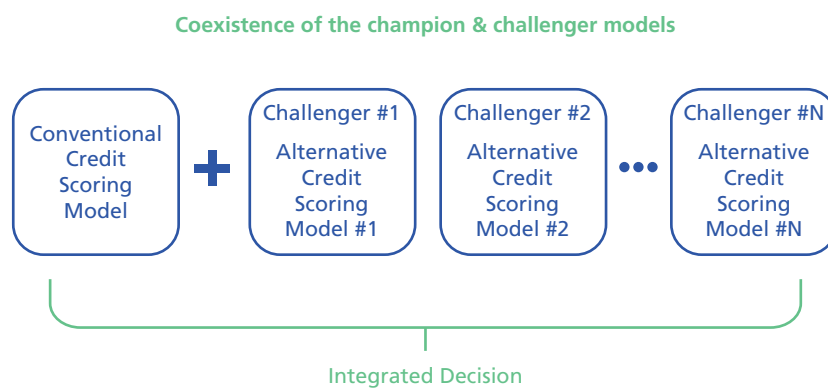 Coexistence of the champion & challenger models
Conventional
Credit
Scoring
Model
+
Challenger #1
Alternative
Credit
Scoring
Model #1
Challenger #2
Alternative
Credit
Scoring
Model #2
•••
Challenger #N
Alternative
Credit
Scoring
Model #N
Integrated Decision